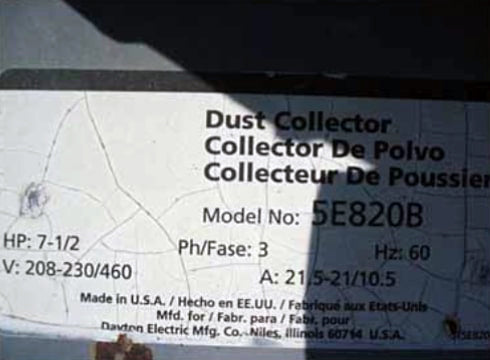 Dust Collector
Collector De Polvo
Collecteur De Poussier
Model No: 5E820B
HP: 7-1/2 Ph/Fase: 3 Hz: 60
V: 208-230/460 A: 21.5-21/10.5
Made in U.S.A. / Hecho en EE.UU. / Fabriqué aux Etats-Unis
Mfd. for / Fabr. para / Fabr. pour
Dayton Electric Mfg. Co. Niles, Illinois 60714 U.S.A.